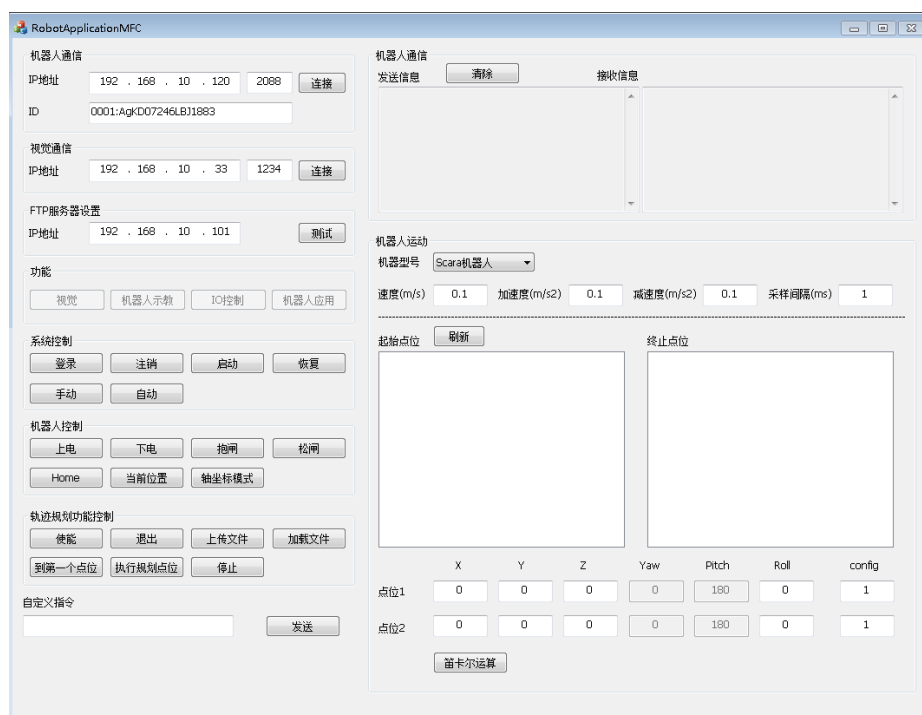 RobotApplicationMFC
机器人通信
IP地址 192 . 168 . 10 . 120 2088 连接
ID 0001:AgKD07246LBJ1883
视觉通信
IP地址 192 . 168 . 10 . 33 1234 连接
FTP服务器设置
IP地址 192 . 168 . 10 . 101 测试
功能
视觉 机器人示教 IO控制 机器人应用
系统控制
登录 注销 启动 恢复
手动 自动
机器人控制
上电 下电 抱闸 松闸
Home 当前位置 轴坐标模式
轨迹规划功能控制
使能 退出 上传文件 加载文件
到第一个点位 执行规划点位 停止
自定义指令
发送
机器人通信
发送信息 清除 接收信息
机器人运动
机器型号 Scara机器人
速度(m/s) 0.1 加速度(m/s2) 0.1 减速度(m/s2) 0.1 采样间隔(ms) 1
起始点位 刷新 终止点位
X Y Z Yaw Pitch Roll config
点位1 0 0 0 0 180 0 1
点位2 0 0 0 0 180 0 1
笛卡尔运算